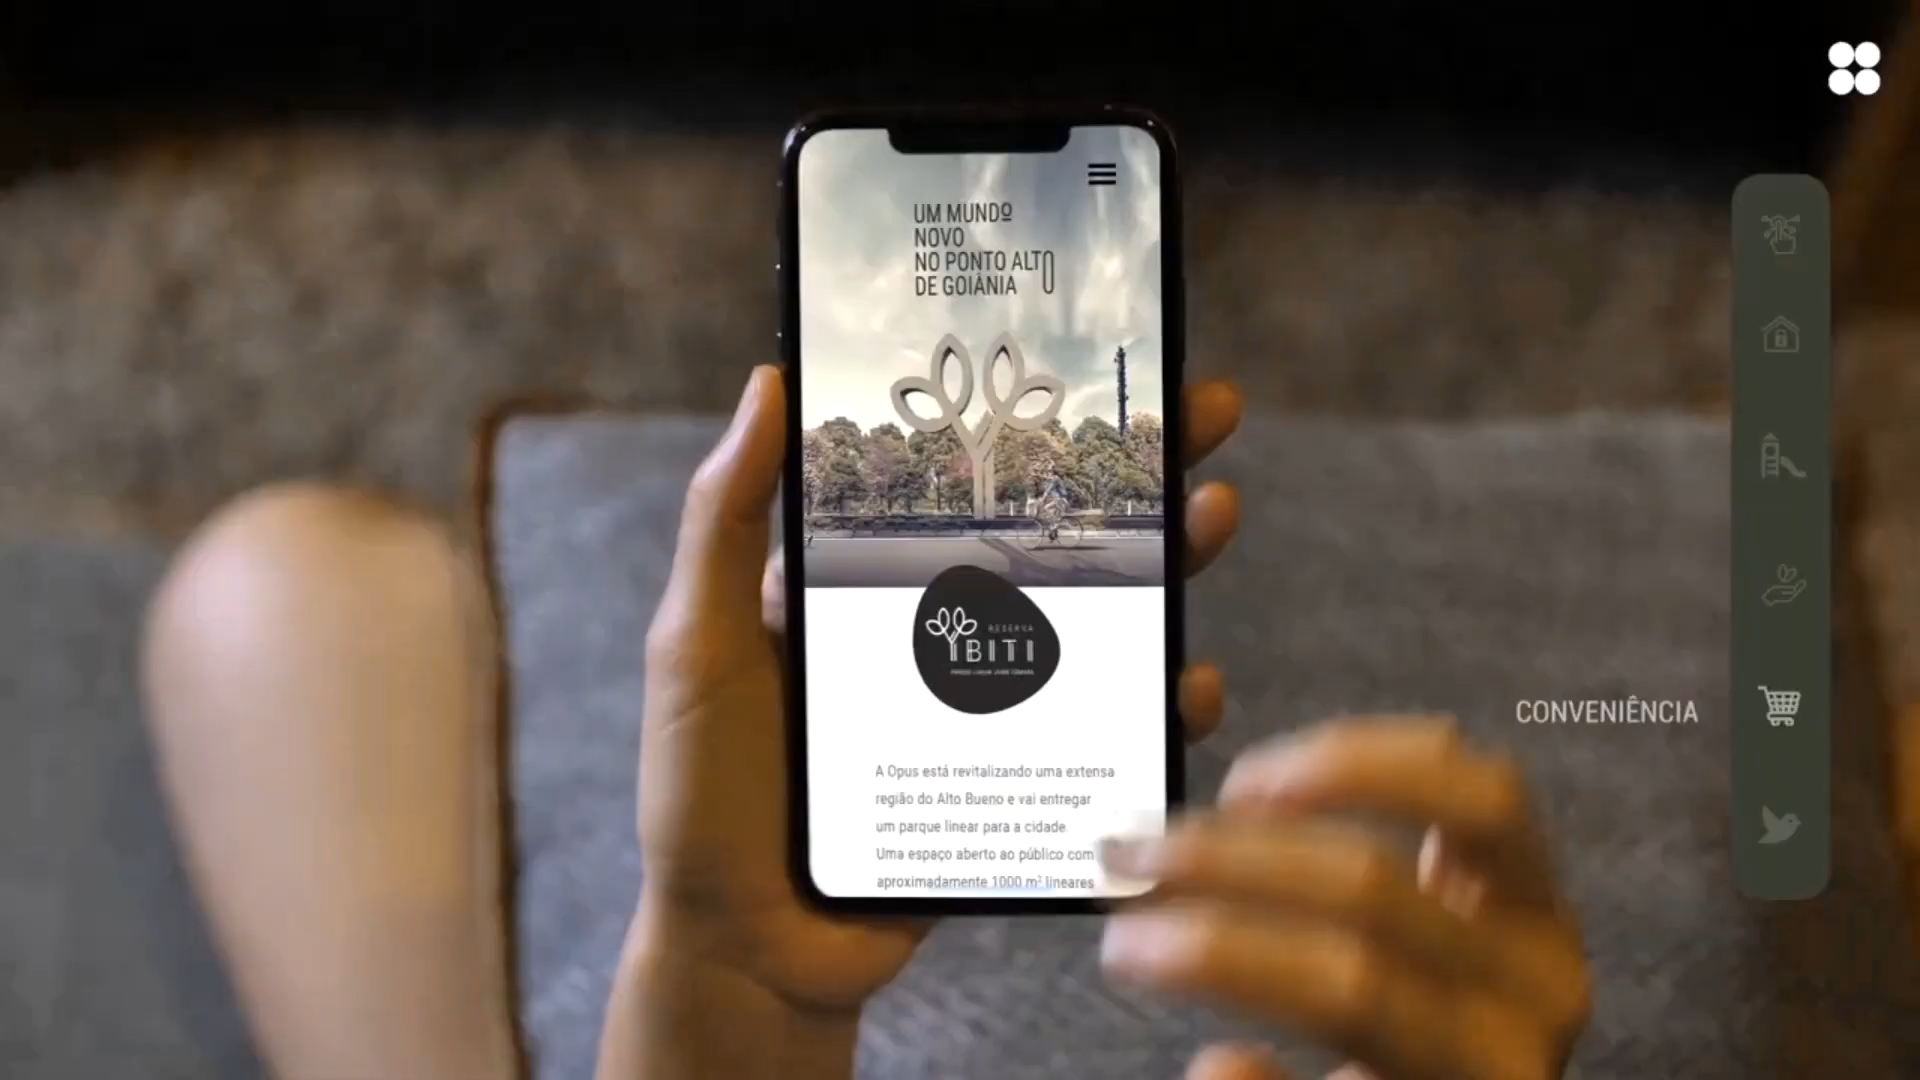 UM MUNDO
NOVO
NO PONTO ALTO
DE GOIÂNIA
RESERVA
IBITI
A Opus está revitalizando uma extensa
região do Alto Bueno e vai entregar
um parque linear para a cidade.
Uma espaço aberto ao público com
aproximadamente 1000 m² lineares
CONVENIÊNCIA